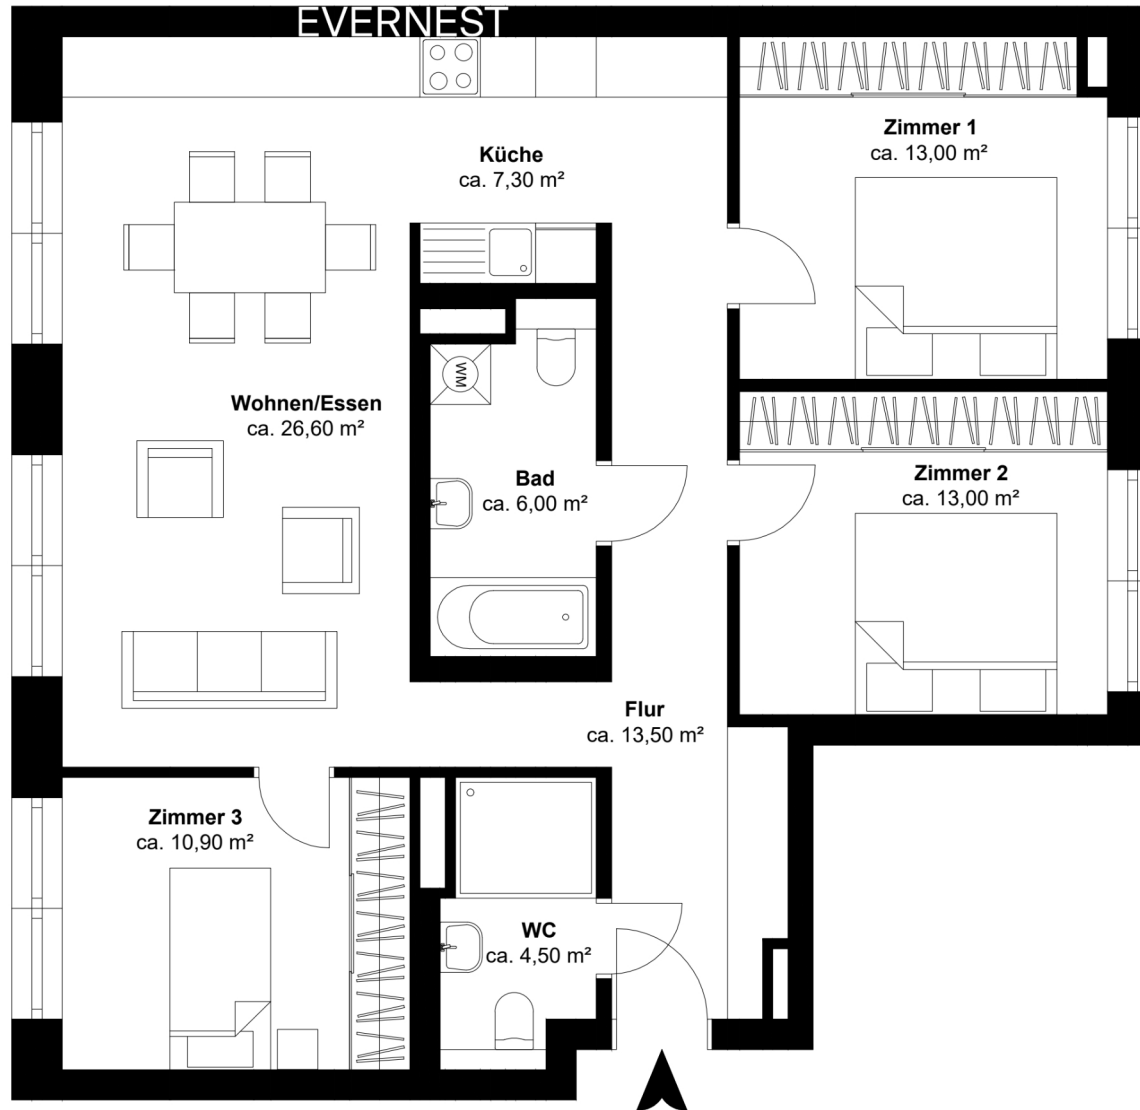 EVERNEST
Zimmer 1
ca. 13,00 m²
Küche
ca. 7,30 m²
WM
Wohnen/Essen
ca. 26,60 m²
Bad
ca. 6,00 m²
Zimmer 2
ca. 13,00 m²
Flur
ca. 13,50 m²
Zimmer 3
ca. 10,90 m²
WC
ca. 4,50 m²